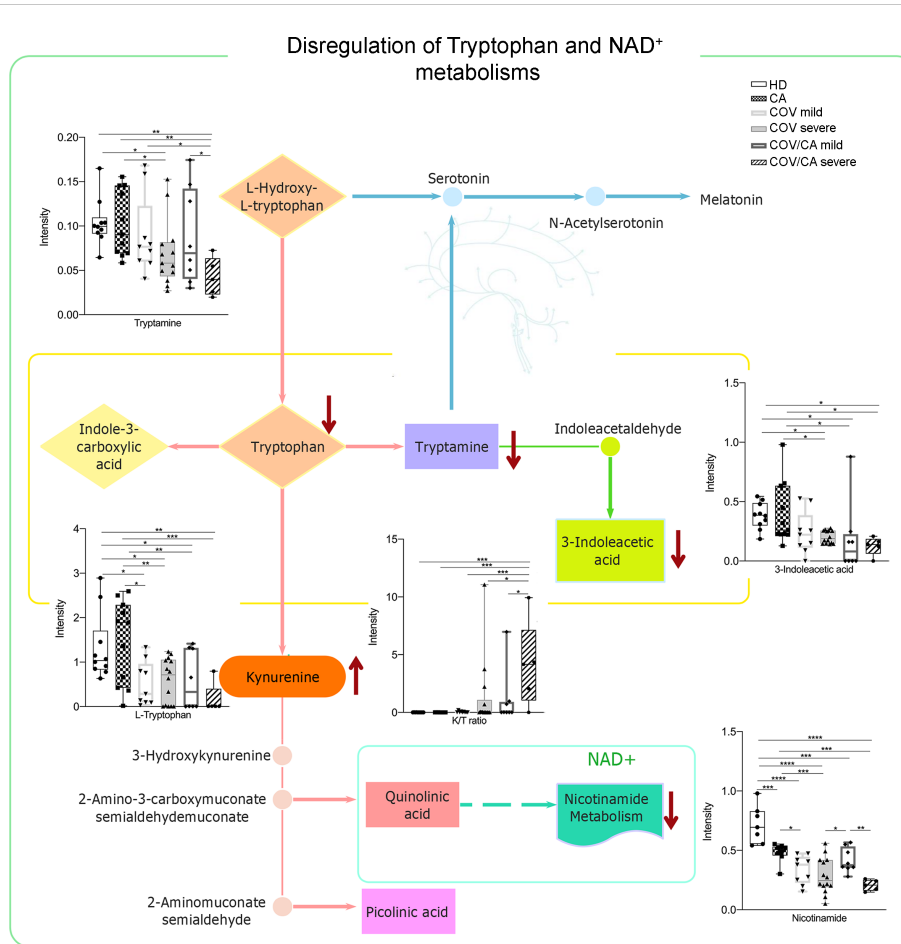 Disregulation of Tryptophan and NAD+
metabolisms
HD
CA
COV mild
COV severe
COV/CA mild
COV/CA severe
0.20
0.15
0.10
0.05
0.00
Intensity
**
**
*
*
*
*
Tryptamine
L-Hydroxy-
L-tryptophan
Serotonin
N-Acetylserotonin
Melatonin
Indole-3-
carboxylic
acid
Tryptophan
Tryptamine
Indoleacetaldehyde
3-Indoleacetic
acid
1.5
1.0
0.5
0.0
Intensity
*
*
*
*
*
*
3-Indoleacetic acid
4
3
2
1
0
Intensity
**
***
*
**
*
**
*
*
L-Tryptophan
15
10
5
0
Intensity
***
***
***
*
*
K/T ratio
Kynurenine
3-Hydroxykynurenine
2-Amino-3-carboxymuconate
semialdehydemuconate
Quinolinic
acid
NAD+
Nicotinamide
Metabolism
2-Aminomuconate
semialdehyde
Picolinic acid
1.5
1.0
0.5
0.0
Intensity
****
***
***
****
***
****
***
*
*
**
Nicotinamide